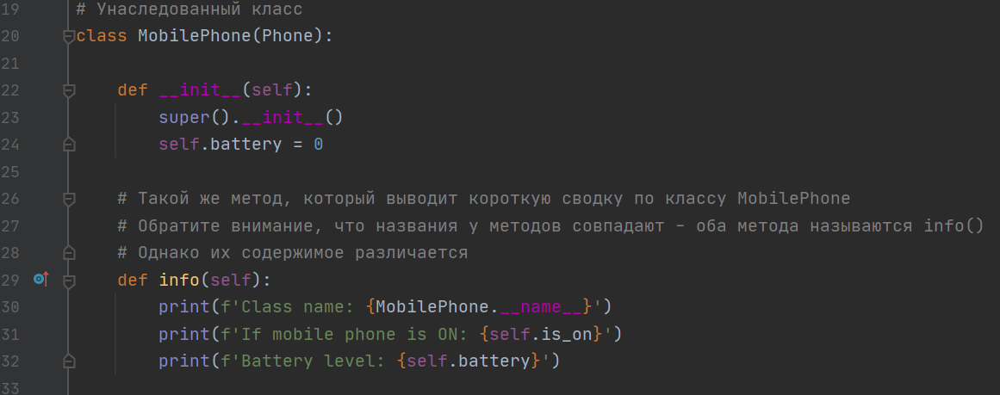 19 # Унаследованный класс
20 class MobilePhone(Phone):
21
22     def __init__(self):
23         super().__init__()
24         self.battery = 0
25
26     # Такой же метод, который выводит короткую сводку по классу MobilePhone
27     # Обратите внимание, что названия у методов совпадают - оба метода называются info()
28     # Однако их содержимое различается
29     def info(self):
30         print(f'Class name: {MobilePhone.__name__}')
31         print(f'If mobile phone is ON: {self.is_on}')
32         print(f'Battery level: {self.battery}')
33